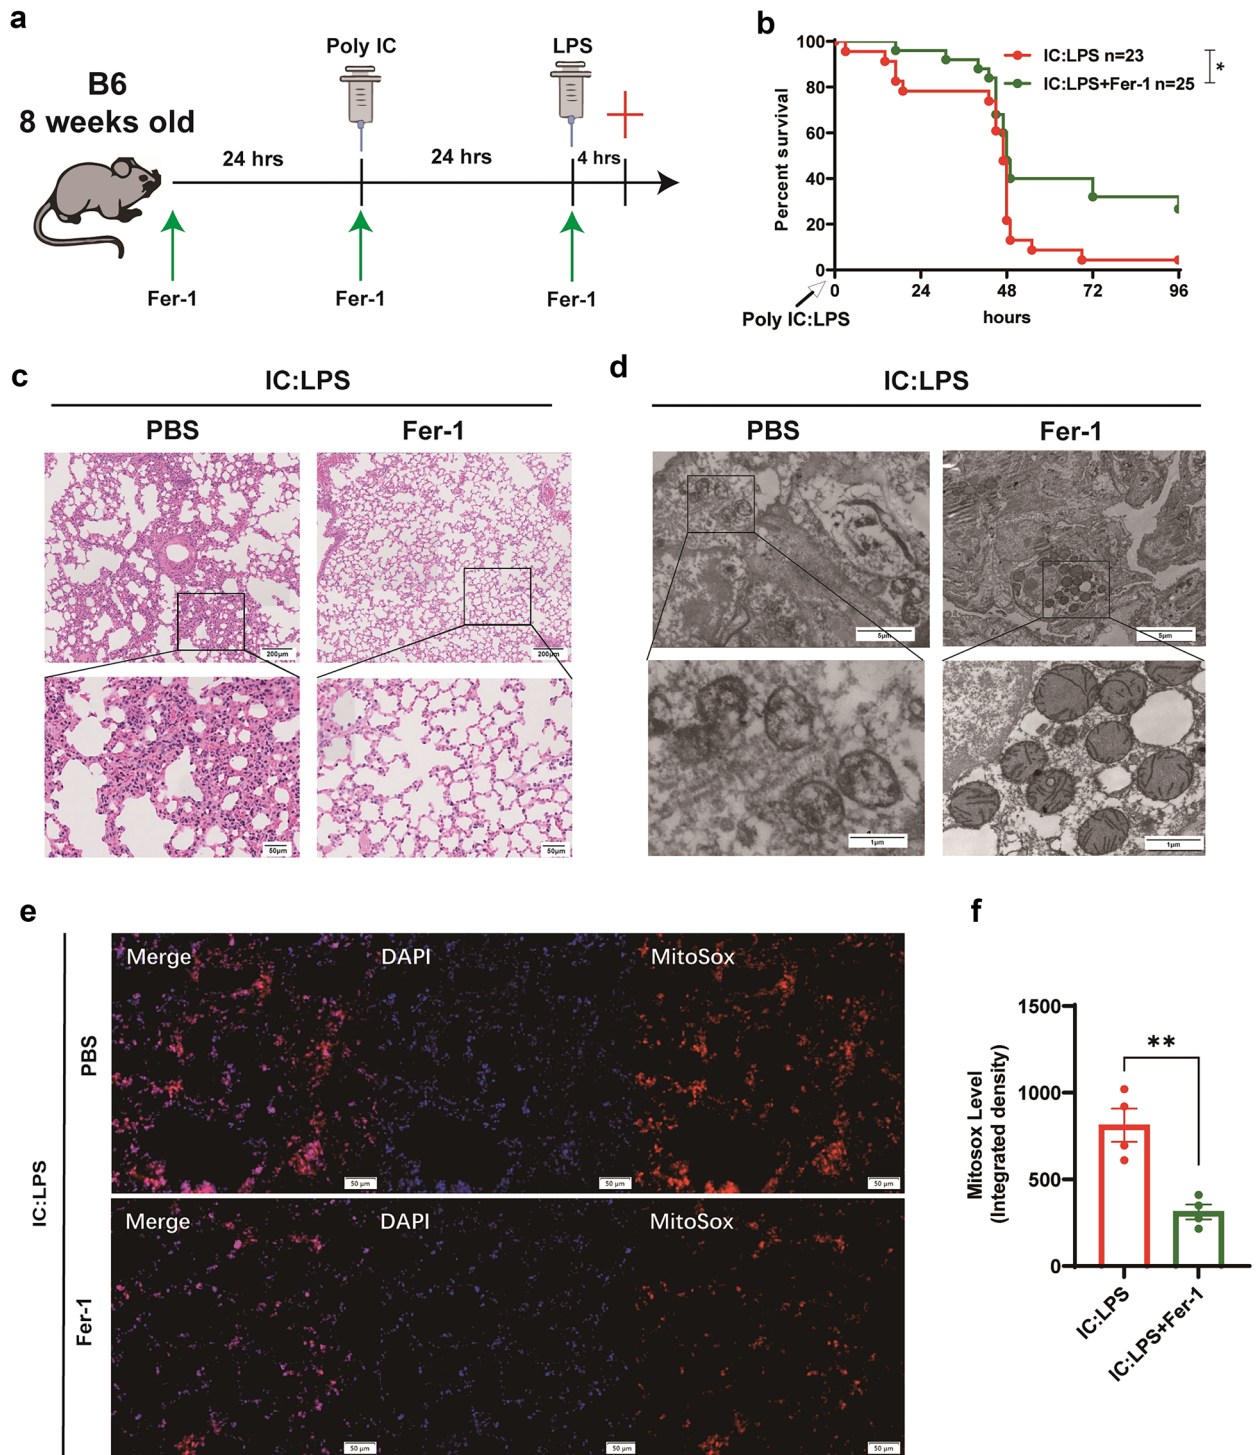 a
B6
8 weeks old
Poly IC
LPS
24 hrs
24 hrs
4 hrs
Fer-1
Fer-1
Fer-1
b
Percent survival
100
80
60
40
20
0
0
24
48
72
96
hours
Poly IC:LPS
IC:LPS n=23
IC:LPS+Fer-1 n=25
*
c
IC:LPS
PBS
Fer-1
200μm
200μm
50μm
50μm
d
IC:LPS
PBS
Fer-1
5μm
5μm
1μm
1μm
e
IC:LPS
PBS
Merge
DAPI
MitoSox
50 μm
50 μm
50 μm
Fer-1
Merge
DAPI
MitoSox
50 μm
50 μm
50 μm
f
Mitosox Level
(Integrated density)
1500
1000
500
0
**
IC:LPS
IC:LPS+Fer-1